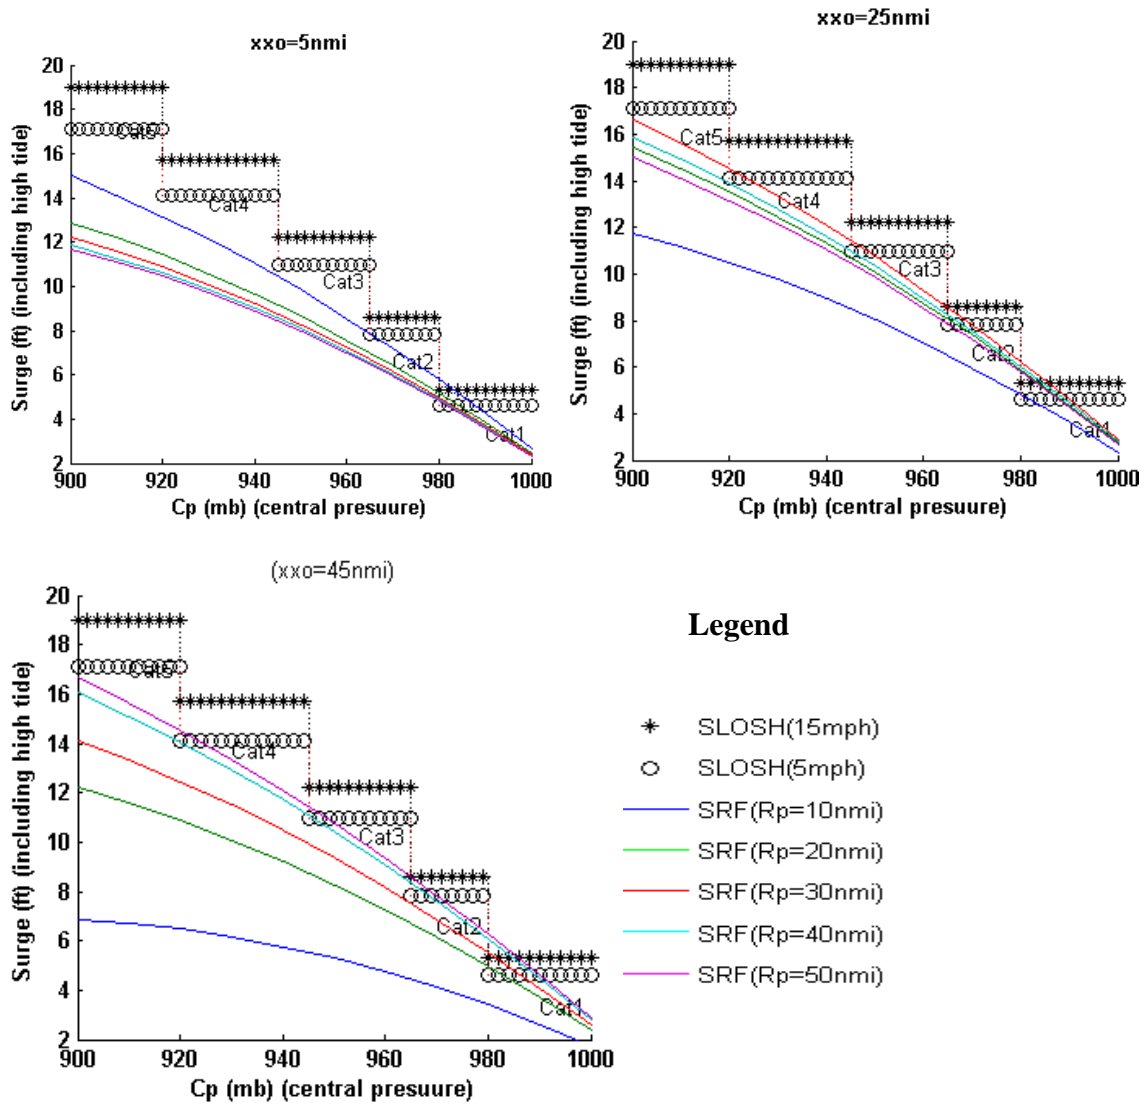 xxo=5nmi
20
18
16
14
12
10
8
6
4
2
Surge (ft) (including high tide)
Cat5
Cat4
Cat3
Cat2
Cat1
900 920 940 960 980 1000
Cp (mb) (central presuure)
xxo=25nmi
20
18
16
14
12
10
8
6
4
2
Surge (ft) (including high tide)
Cat5
Cat4
Cat3
Cat2
Cat1
900 920 940 960 980 1000
Cp (mb) (central presuure)
(xxo=45nmi)
20
18
16
14
12
10
8
6
4
2
Surge (ft) (including high tide)
Cat5
Cat4
Cat3
Cat2
Cat1
900 920 940 960 980 1000
Cp (mb) (central presuure)
Legend
SLOSH(15mph)
SLOSH(5mph)
SRF(Rp=10nmi)
SRF(Rp=20nmi)
SRF(Rp=30nmi)
SRF(Rp=40nmi)
SRF(Rp=50nmi)